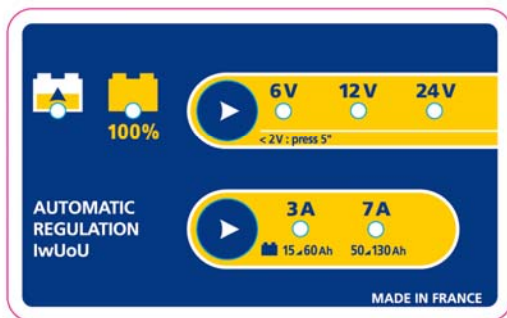 6V 12V 24V
100%
< 2V : press 5"
AUTOMATIC
REGULATION
IwUoU
3A 7A
15◢60Ah 50◢130Ah
MADE IN FRANCE